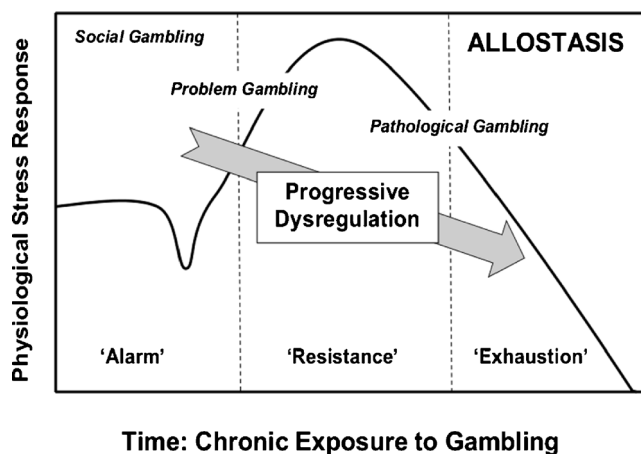 Social Gambling
ALLOSTASIS
Problem Gambling
Pathological Gambling
Progressive
Dysregulation
Physiological Stress Response
‘Alarm’
‘Resistance’
‘Exhaustion’
Time: Chronic Exposure to Gambling